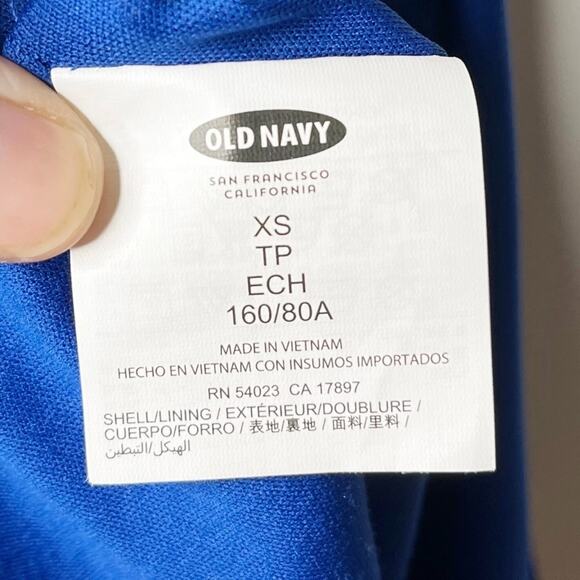 OLD NAVY
SAN FRANCISCO
CALIFORNIA
XS
TP
ECH
160/80A
MADE IN VIETNAM
HECHO EN VIETNAM CON INSUMOS IMPORTADOS
RN 54023 CA 17897
SHELL/LINING / EXTÉRIEUR/DOUBLURE /
CUERPO/FORRO / 表地/裏地 / 面料/里料 /
الهيكل/التبطين